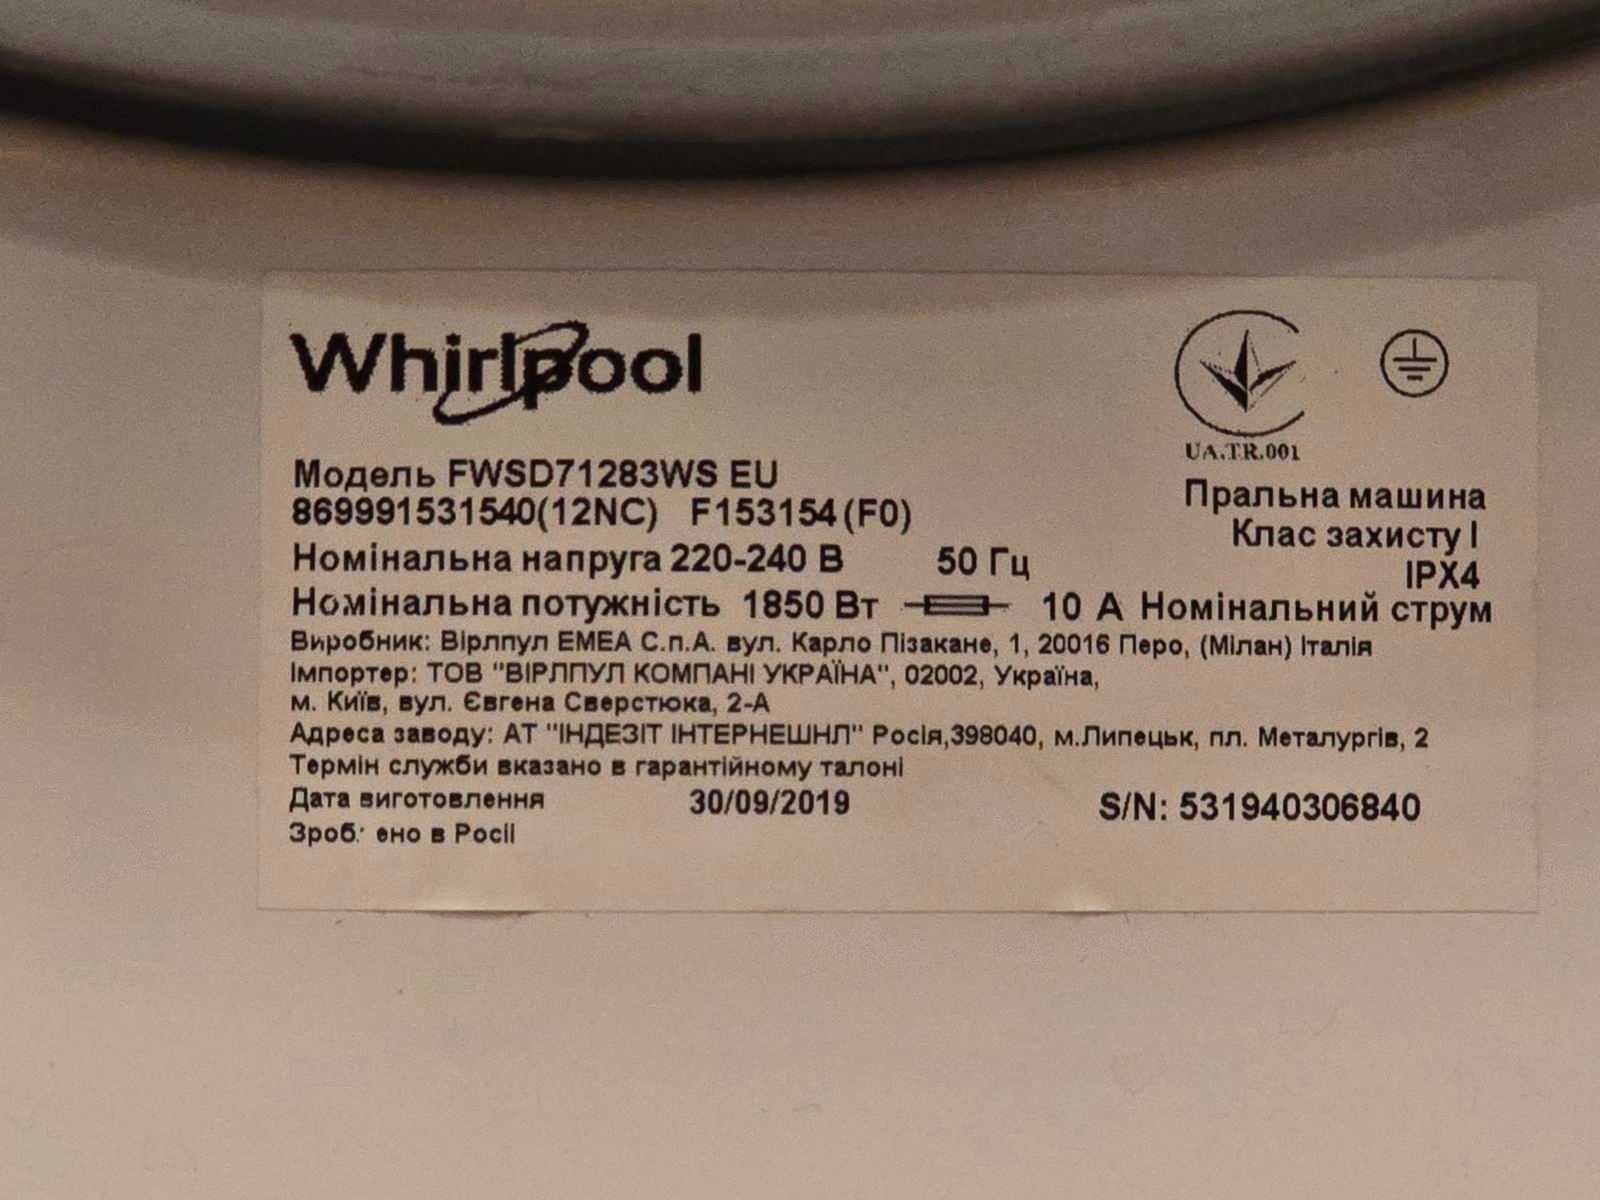 Whirlpool
UA.TR.001
Модель FWSD71283WS EU
869991531540(12NC) F153154(F0)
Пральна машина
Клас захисту I
IPX4
Номінальна напруга 220-240 В 50 Гц
Номінальна потужність 1850 Вт 10 А Номінальний струм
Виробник: Вірлпул ЕМЕА С.п.А. вул. Карло Пізакане, 1, 20016 Перо, (Мілан) Італія
Імпортер: ТОВ "ВІРЛПУЛ КОМПАНІ УКРАЇНА", 02002, Україна,
м. Київ, вул. Євгена Сверстюка, 2-А
Адреса заводу: АТ "ІНДЕЗІТ ІНТЕРНЕШНЛ" Росія,398040, м.Липецьк, пл. Металургів, 2
Термін служби вказано в гарантійному талоні
Дата виготовлення 30/09/2019 S/N: 531940306840
Зроблено в Росії